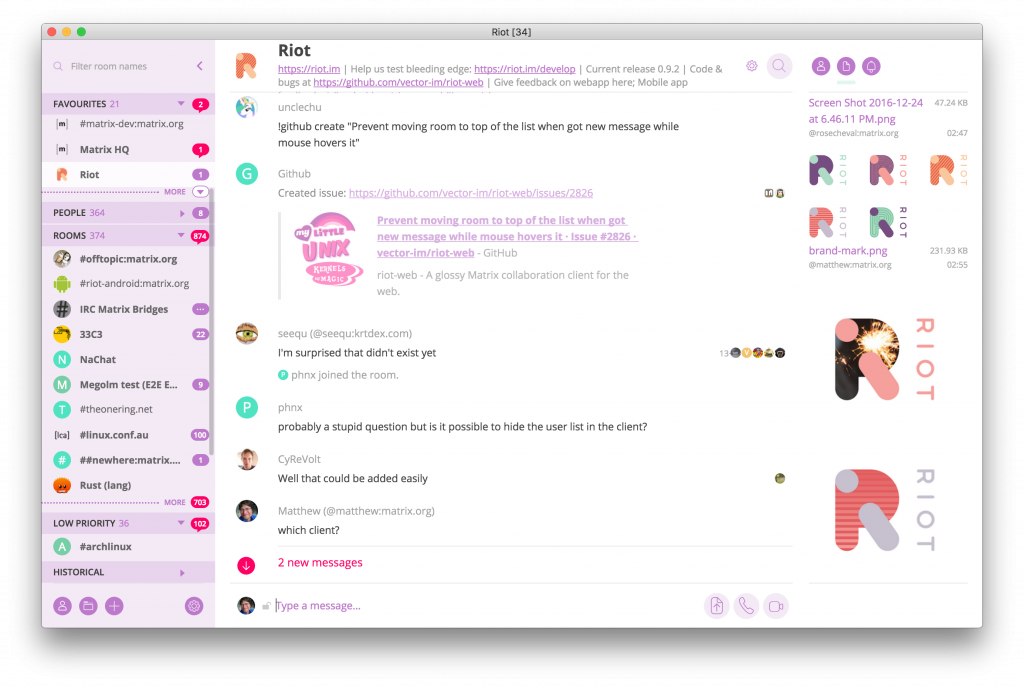 Riot [34]
Filter room names
FAVOURITES 21
2
#matrix-dev:matrix.org
[m]
Matrix HQ
[m]
1
Riot
1
MORE
PEOPLE 364
8
ROOMS 374
874
#offtopic:matrix.org
#riot-android:matrix.org
IRC Matrix Bridges
...
33C3
22
N
NaChat
M
Megolm test (E2E E...
9
T
#theonering.net
[lca]
#linux.conf.au
100
#
##newhere:matrix....
1
Rust (lang)
MORE
703
LOW PRIORITY 36
102
A
#archlinux
HISTORICAL
Riot
https://riot.im | Help us test bleeding edge: https://riot.im/develop | Current release 0.9.2 | Code &
bugs at https://github.com/vector-im/riot-web | Give feedback on webapp here; Mobile app
unclechu
!github create "Prevent moving room to top of the list when got new message while
mouse hovers it"
G
Github
Created issue: https://github.com/vector-im/riot-web/issues/2826
my LiTTLE
UNIX
KERNELS
is
MAGIC
Prevent moving room to top of the list when got
new message while mouse hovers it · Issue #2826 ·
vector-im/riot-web - GitHub
riot-web - A glossy Matrix collaboration client for the
web.
seequ (@seequ:krtdex.com)
I'm surprised that didn't exist yet
13
V
P
phnx joined the room.
P
phnx
probably a stupid question but is it possible to hide the user list in the client?
CyReVolt
Well that could be added easily
Matthew (@matthew:matrix.org)
which client?
2 new messages
Type a message...
Screen Shot 2016-12-24
at 6.46.11 PM.png
47.24 KB
@rosecheval:matrix.org
02:47
RIOT
RIOT
RIOT
RIOT
RIOT
brand-mark.png
231.93 KB
@matthew:matrix.org
02:55
RIOT
RIOT